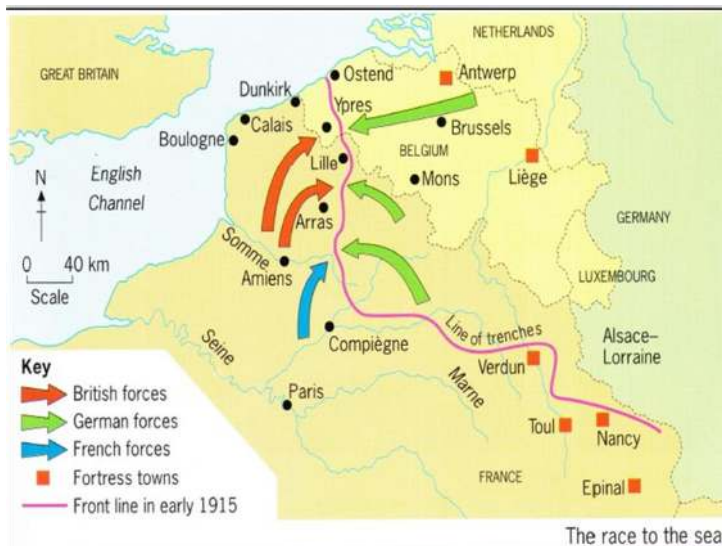 NETHERLANDS
GREAT BRITAIN
Ostend
Antwerp
Dunkirk
Ypres
Calais
Brussels
Boulogne
Lille
BELGIUM
English
Channel
Mons
Liège
N
Arras
GERMANY
Somme
0 40 km
Scale
Amiens
LUXEMBOURG
Line of trenches
Alsace–
Lorraine
Seine
Compiègne
Verdun
Key
British forces
German forces
French forces
Fortress towns
Front line in early 1915
Paris
Marne
Toul
Nancy
FRANCE
Epinal
The race to the sea